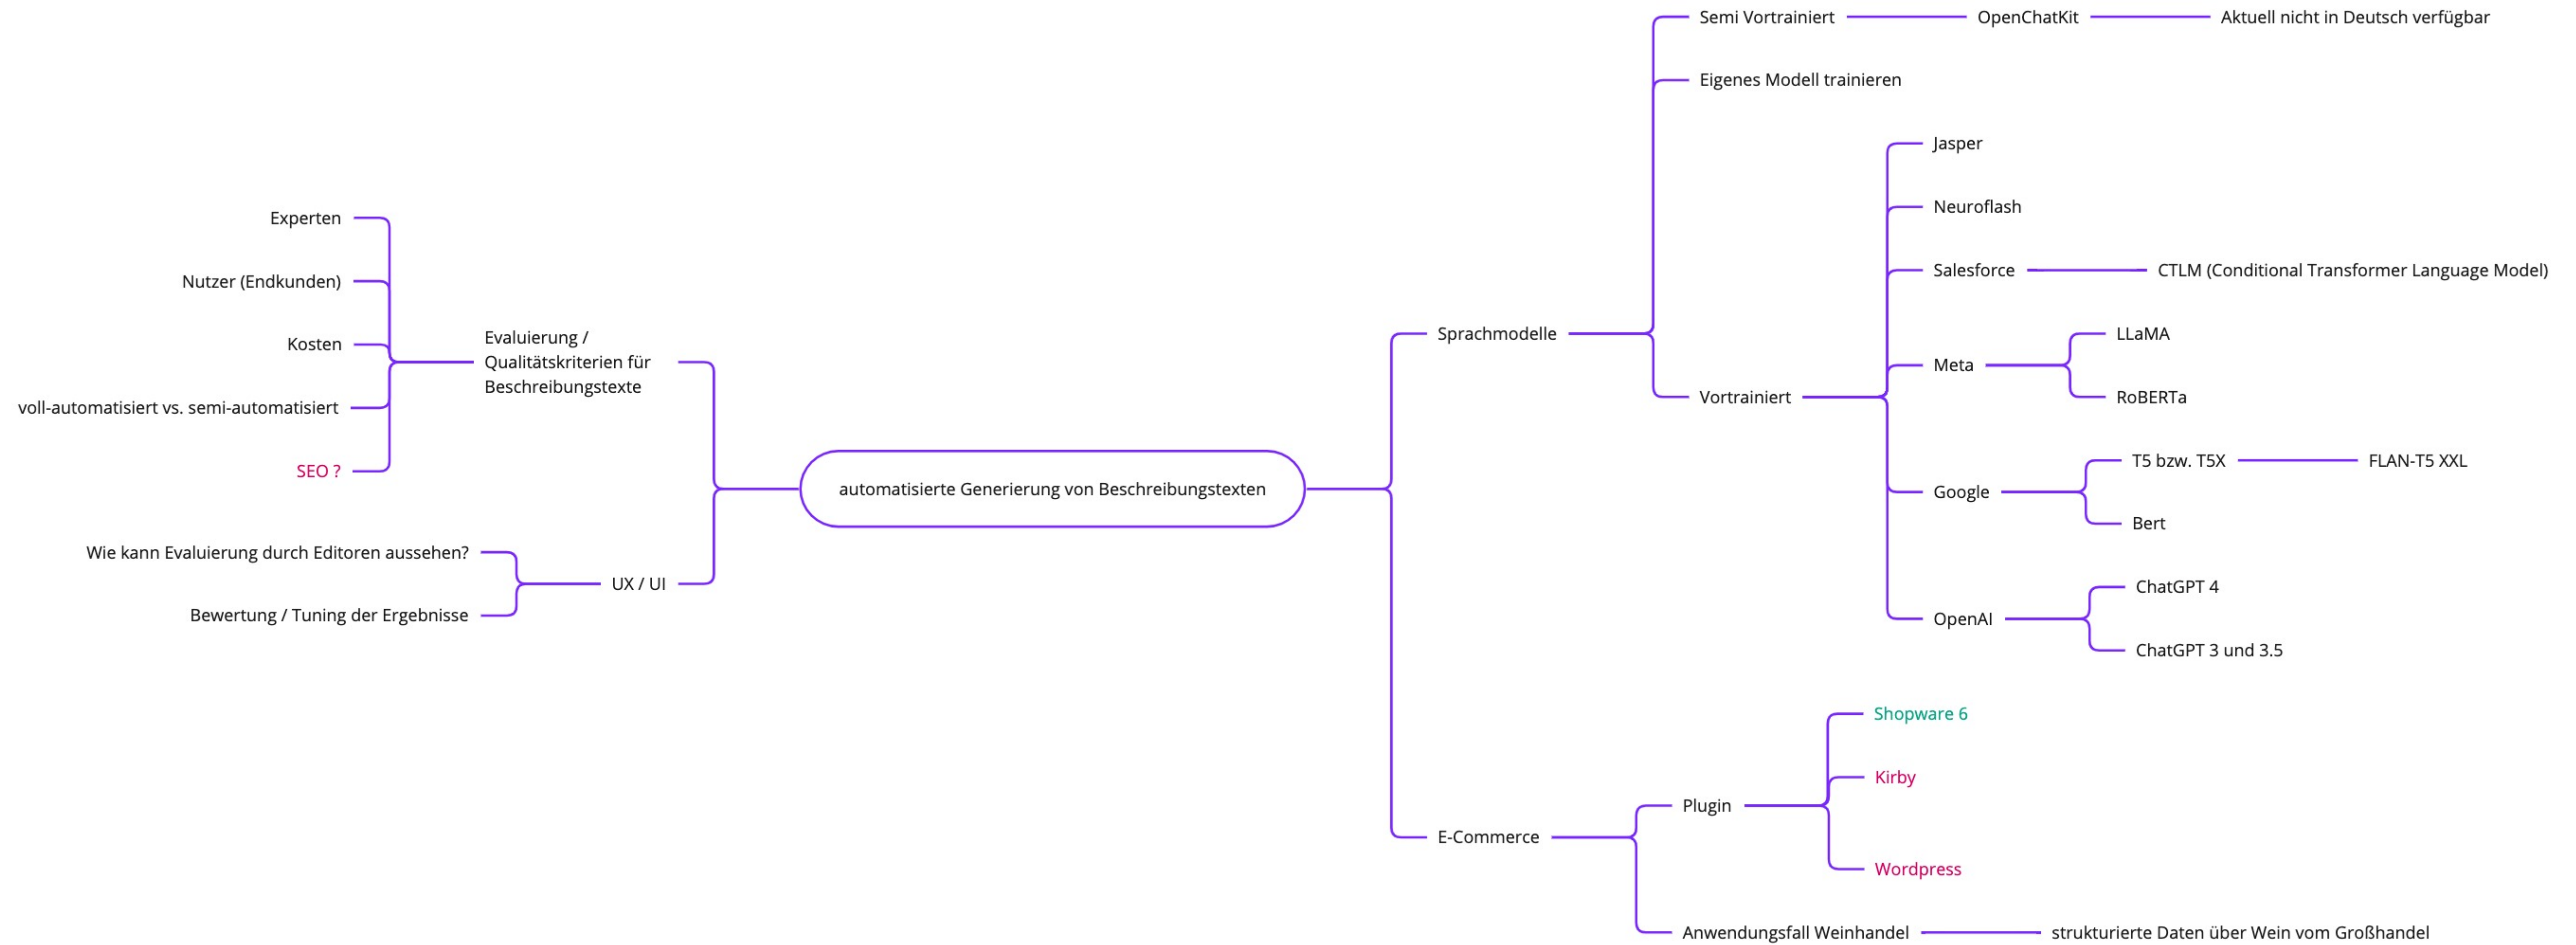 automatisierte Generierung von Beschreibungstexten
Evaluierung /
Qualitätskriterien für
Beschreibungstexte
Experten
Nutzer (Endkunden)
Kosten
voll-automatisiert vs. semi-automatisiert
SEO ?
UX / UI
Wie kann Evaluierung durch Editoren aussehen?
Bewertung / Tuning der Ergebnisse
Sprachmodelle
Semi Vortrainiert
OpenChatKit
Aktuell nicht in Deutsch verfügbar
Eigenes Modell trainieren
Vortrainiert
Jasper
Neuroflash
Salesforce
CTLM (Conditional Transformer Language Model)
Meta
LLaMA
RoBERTa
Google
T5 bzw. T5X
FLAN-T5 XXL
Bert
OpenAI
ChatGPT 4
ChatGPT 3 und 3.5
E-Commerce
Plugin
Shopware 6
Kirby
Wordpress
Anwendungsfall Weinhandel
strukturierte Daten über Wein vom Großhandel